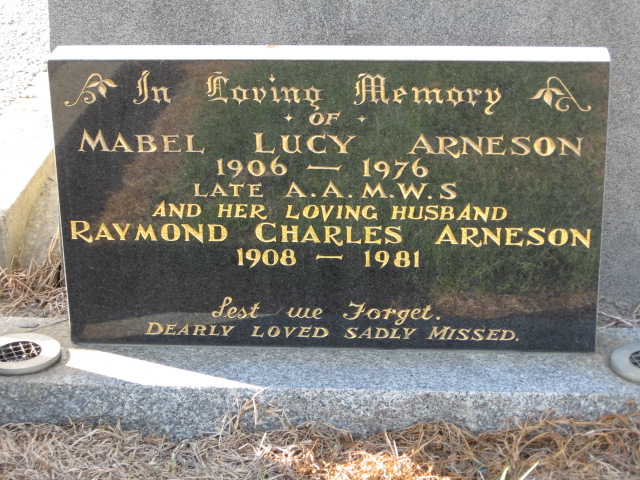 In Loving Memory
OF
MABEL LUCY ARNESON
1906 — 1976
LATE A.A.M.W.S
AND HER LOVING HUSBAND
RAYMOND CHARLES ARNESON
1908 — 1981
Lest we Forget.
DEARLY LOVED SADLY MISSED.